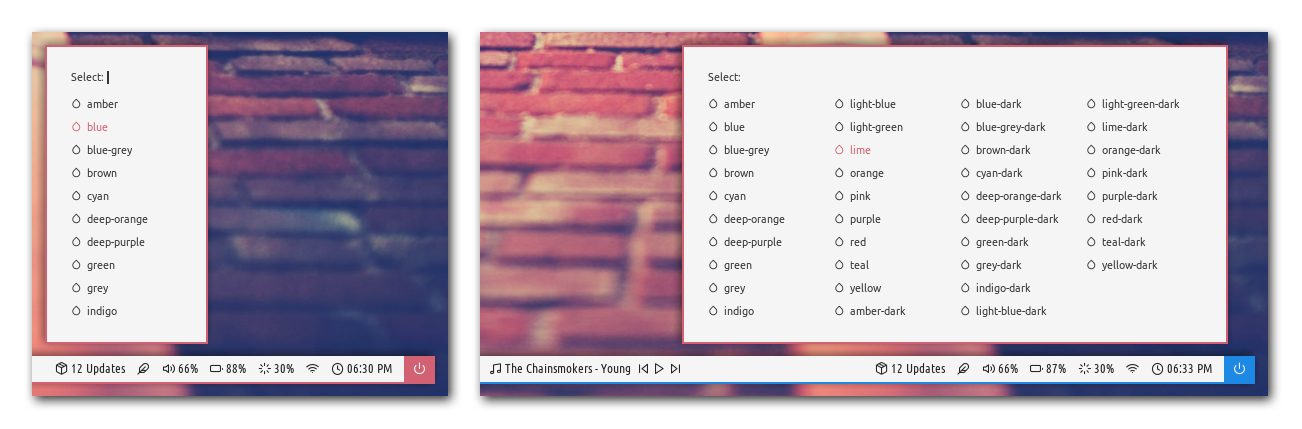 Select:
amber
blue
blue-grey
brown
cyan
deep-orange
deep-purple
green
grey
indigo
12 Updates 66% 88% 30% 06:30 PM
Select:
amber light-blue blue-dark light-green-dark
blue light-green blue-grey-dark lime-dark
blue-grey lime brown-dark orange-dark
brown orange cyan-dark pink-dark
cyan pink deep-orange-dark purple-dark
deep-orange purple deep-purple-dark red-dark
deep-purple red green-dark teal-dark
green teal grey-dark yellow-dark
grey yellow indigo-dark
indigo amber-dark light-blue-dark
The Chainsmokers - Young 12 Updates 66% 87% 30% 06:33 PM